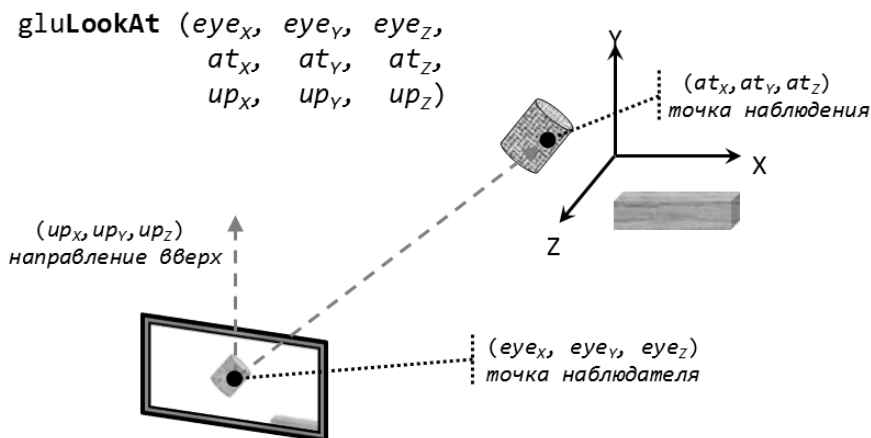 gluLookAt (eyeX, eyeY, eyeZ,
atX, atY, atZ,
upX, upY, upZ)
Y
(atX,atY,atZ)
точка наблюдения
X
Z
(upX,upY,upZ)
направление вверх
(eyeX, eyeY, eyeZ)
точка наблюдателя